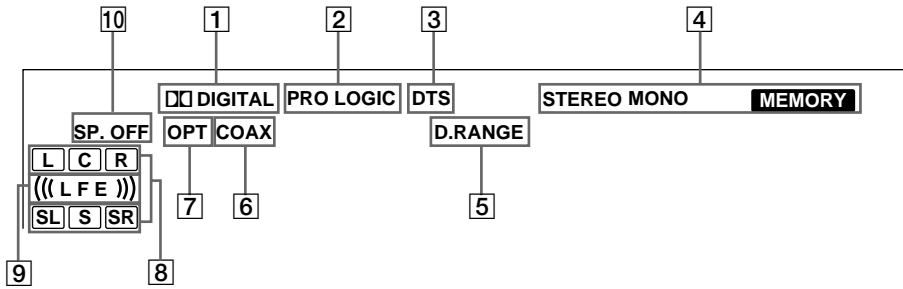 10 1 2 3 4
DIGITAL PRO LOGIC DTS STEREO MONO MEMORY
SP. OFF OPT COAX D.RANGE
L C R
((( L F E )))
SL S SR
7 6 5
9 8